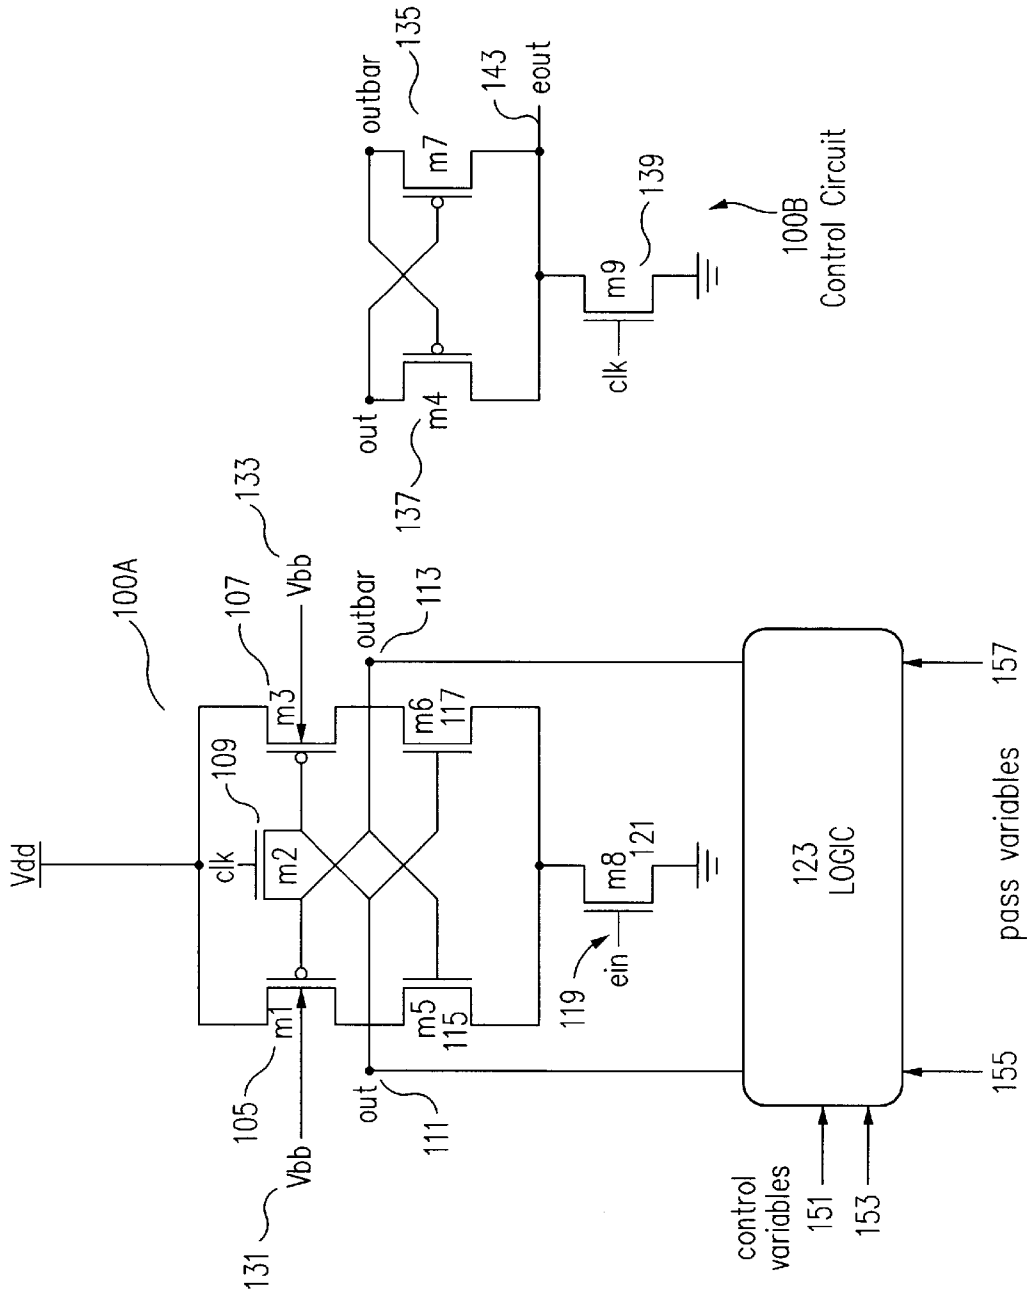 Vdd
100A
clk
109
m2
m1
105
m3
107
Vbb
131
Vbb
133
out
111
outbar
113
m5
115
m6
117
119
ein
m8
121
123
LOGIC
control
variables
151
153
155
157
pass variables
out
outbar
m4
137
m7
135
143
eout
clk
m9
139
100B
Control Circuit